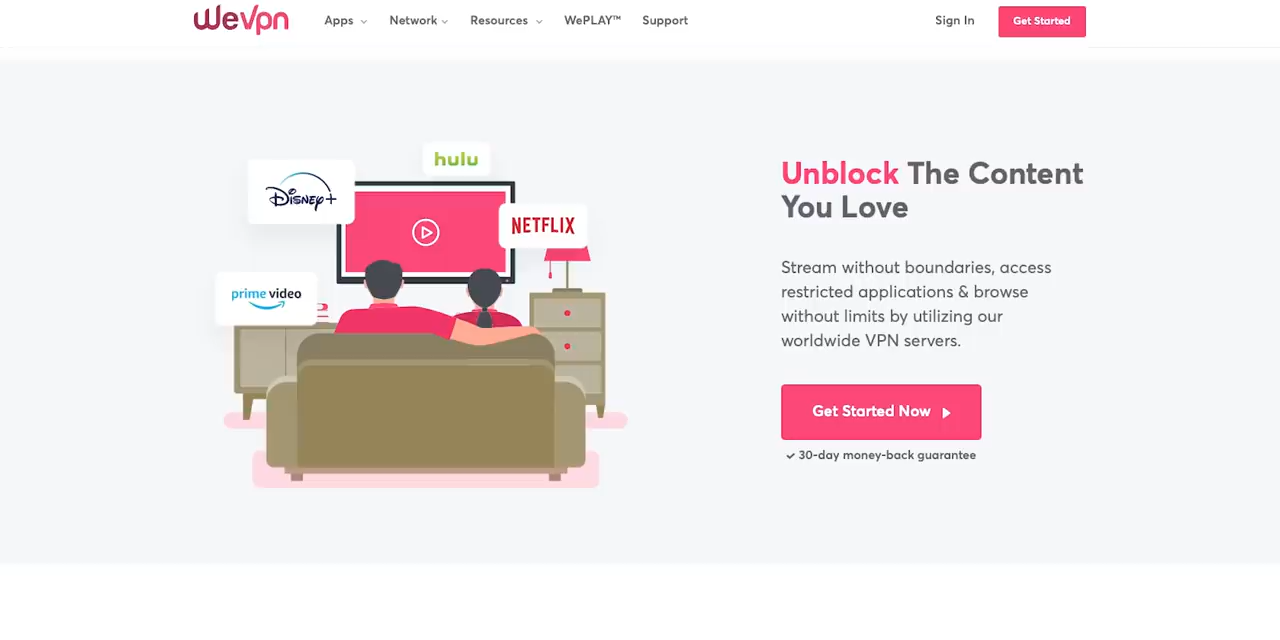 WeVpn
Apps Network Resources WePLAY™ Support Sign In Get Started
hulu
Disney+
NETFLIX
prime video
Unblock The Content
You Love
Stream without boundaries, access
restricted applications & browse
without limits by utilizing our
worldwide VPN servers.
Get Started Now
30-day money-back guarantee